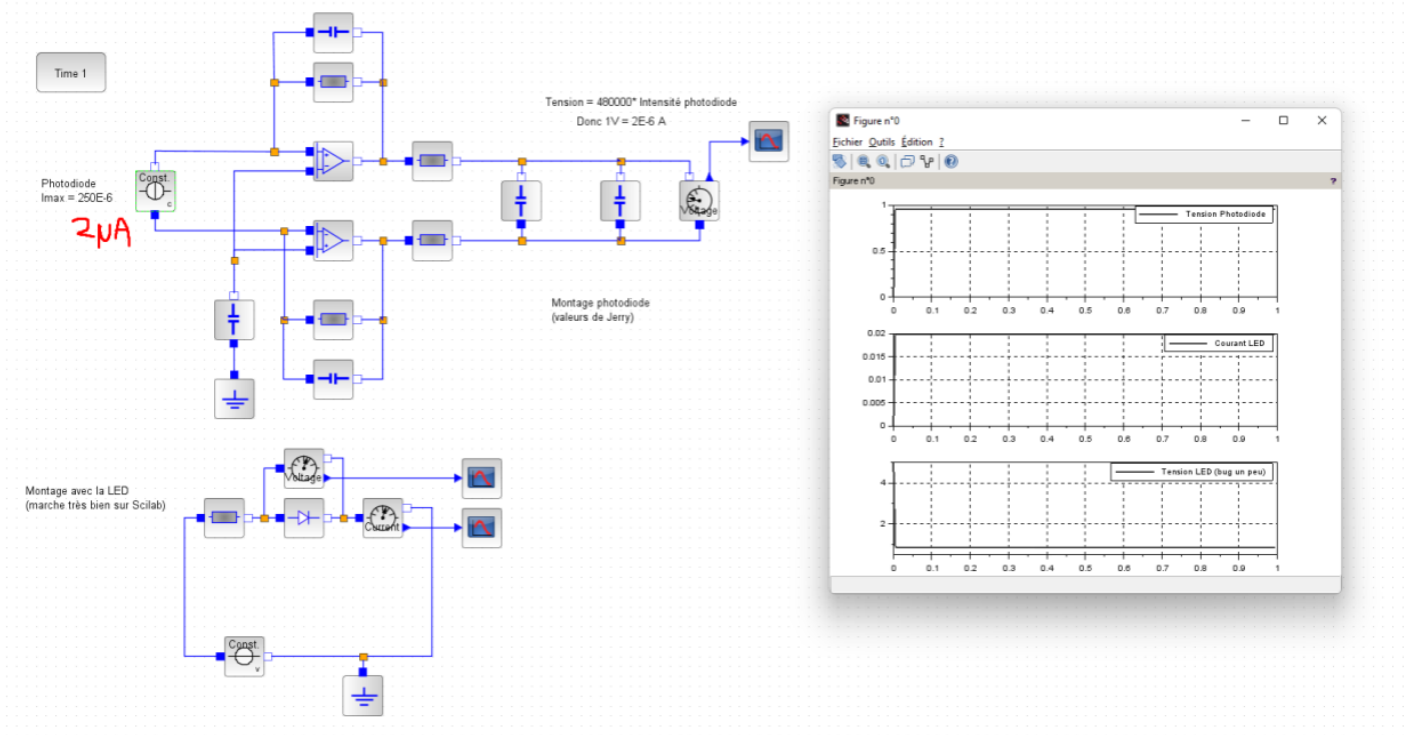 Time 1
Tension = 480000* Intensité photodiode
Donc 1V = 2E-6 A
Const.
c
Photodiode
Imax = 250E-6
2µA
Voltage
Montage photodiode
(valeurs de Jerry)
Montage avec la LED
(marche très bien sur Scilab)
Voltage
Current
Const.
v
Figure n°0
Fichier Outils Édition ?
Figure n°0 ?
Tension Photodiode
1
0.5
0
0 0.1 0.2 0.3 0.4 0.5 0.6 0.7 0.8 0.9 1
Courant LED
0.02
0.015
0.01
0.005
0
0 0.1 0.2 0.3 0.4 0.5 0.6 0.7 0.8 0.9 1
Tension LED (bug un peu)
4
2
0 0.1 0.2 0.3 0.4 0.5 0.6 0.7 0.8 0.9 1